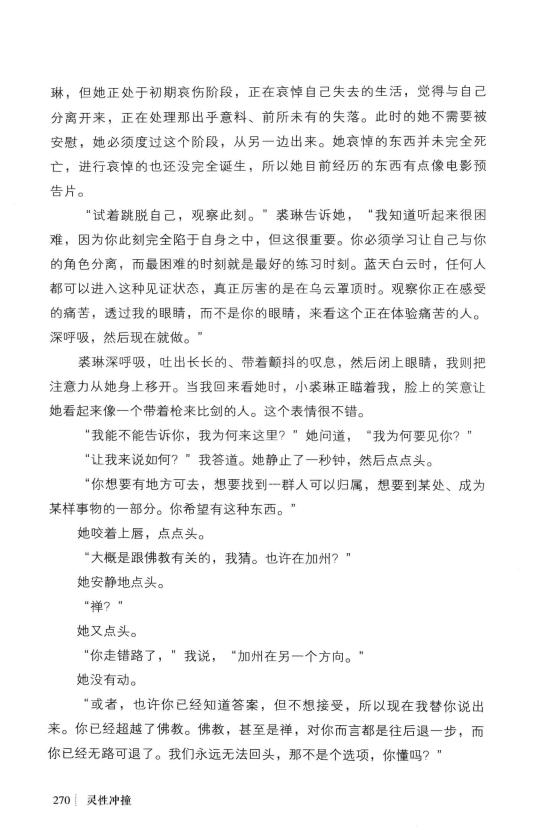 琳，但她正处于初期哀伤阶段，正在哀悼自己失去的生活，觉得与自己
分离开来，正在处理那出乎意料、前所未有的失落。此时的她不需要被
安慰，她必须度过这个阶段，从另一边出来。她哀悼的东西并未完全死
亡，进行哀悼的也还没完全诞生，所以她目前经历的东西有点像电影预
告片。
“试着跳脱自己，观察此刻。”裘琳告诉她，“我知道听起来很困
难，因为你此刻完全陷于自身之中，但这很重要。你必须学习让自己与你
的角色分离，而最困难的时刻就是最好的练习时刻。蓝天白云时，任何人
都可以进入这种见证状态，真正厉害的是在乌云罩顶时。观察你正在感受
的痛苦，透过我的眼睛，而不是你的眼睛，来看这个正在体验痛苦的人。
深呼吸，然后现在就做。”
裘琳深呼吸，吐出长长的、带着颤抖的叹息，然后闭上眼睛，我则把
注意力从她身上移开。当我回来看她时，小裘琳正瞄着我，脸上的笑意让
她看起来像一个带着枪来比剑的人。这个表情很不错。
“我能不能告诉你，我为何来这里？”她问道，“我为何要见你？”
“让我来说如何？”我答道。她静止了一秒钟，然后点点头。
“你想要有地方可去，想要找到一群人可以归属，想要到某处、成为
某样事物的一部分。你希望有这种东西。”
她咬着上唇，点点头。
“大概是跟佛教有关的，我猜。也许在加州？”
她安静地点头。
“禅？”
她又点头。
“你走错路了，”我说，“加州在另一个方向。”
她没有动。
“或者，也许你已经知道答案，但不想接受，所以现在我替你说出
来。你已经超越了佛教。佛教，甚至是禅，对你而言都是往后退一步，而
你已经无路可退了。我们永远无法回头，那不是个选项，你懂吗？”
270 灵性冲撞